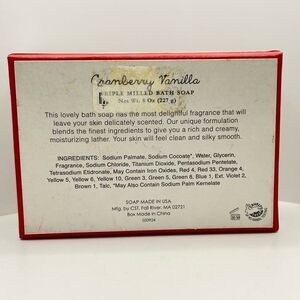 Cranberry Vanilla
TRIPLE MILLED BATH SOAP
Net Wt. 8 Oz (227 g)
This lovely bath soap has the most delightful fragrance that will
leave your skin delicately scented. Our unique formulation
blends the finest ingredients to give you a rich and creamy,
moisturizing lather. Your skin will feel clean and silky smooth.
INGREDIENTS: Sodium Palmate, Sodium Cocoate*, Water, Glycerin,
Fragrance, Sodium Chloride, Titanium Dioxide, Pentasodium Pentetate,
Tetrasodium Etidronate, May Contain Iron Oxides, Red 4, Red 33, Orange 4,
Yellow 5, Yellow 6, Yellow 10, Green 3, Green 5, Green 8, Blue 1, Ext. Violet 2,
Brown 1, Talc, *May Also Contain Sodium Palm Kernelate
SOAP MADE IN USA
Mfg. by CST, Fall River, MA 02721
Box Made in China